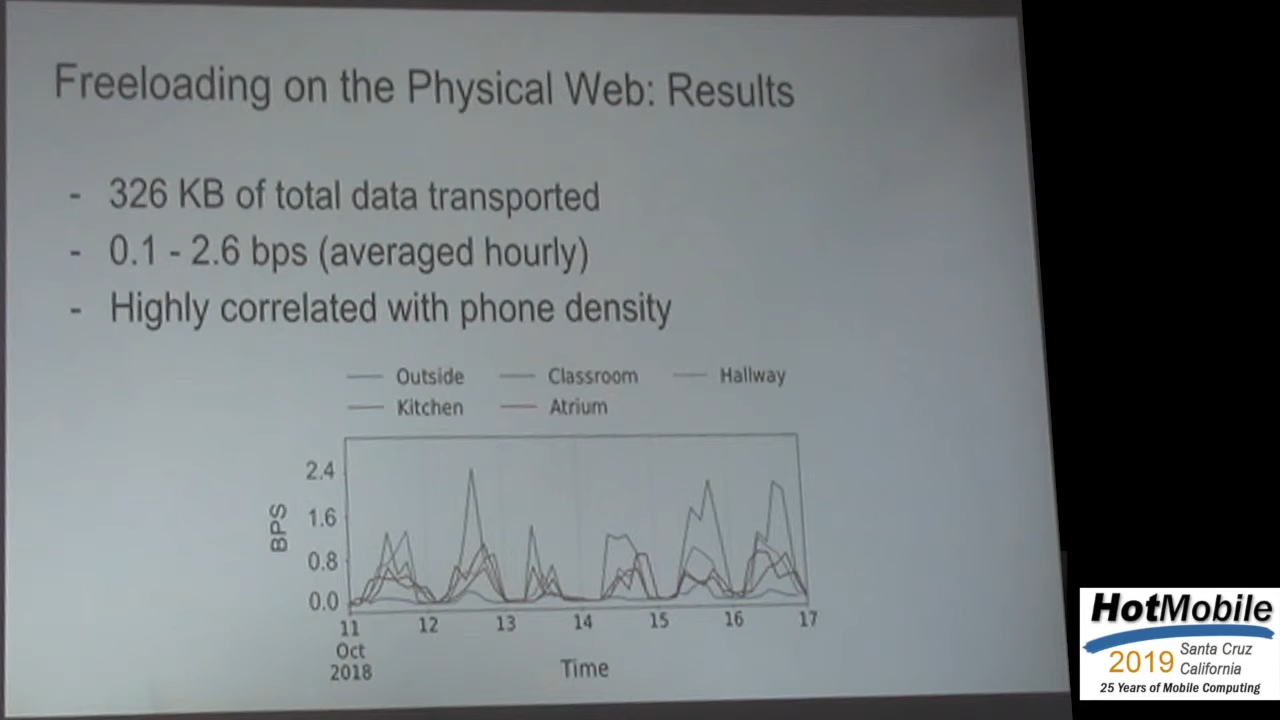 Freeloading on the Physical Web: Results
- 326 KB of total data transported
- 0.1 - 2.6 bps (averaged hourly)
- Highly correlated with phone density
Outside Classroom Hallway
Kitchen Atrium
2.4
1.6
0.8
0.0
BPS
11 12 13 14 15 16 17
Oct
2018
Time
HotMobile
2019 Santa Cruz
California
25 Years of Mobile Computing